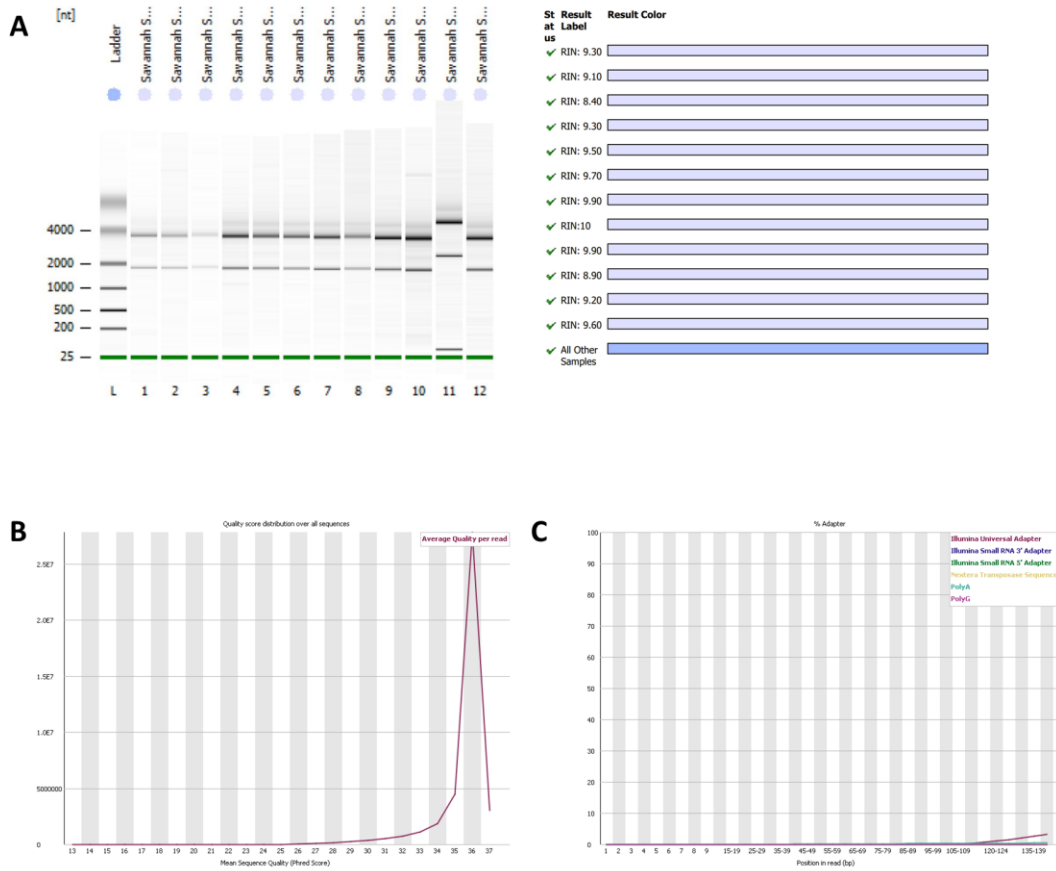 A
[nt]
Ladder
Savannah S...
Savannah S...
Savannah S...
Savannah S...
Savannah S...
Savannah S...
Savannah S...
Savannah S...
Savannah S...
Savannah S...
Savannah S...
Savannah S...
4000
2000
1000
500
200
25
L 1 2 3 4 5 6 7 8 9 10 11 12
St at us
Result Label
Result Color
RIN: 9.30
RIN: 9.10
RIN: 8.40
RIN: 9.30
RIN: 9.50
RIN: 9.70
RIN: 9.90
RIN:10
RIN: 9.90
RIN: 8.90
RIN: 9.20
RIN: 9.60
All Other
Samples
B
Quality score distribution over all sequences
Average Quality per read
2.5E7
2.0E7
1.5E7
1.0E7
5000000
0
13 14 15 16 17 18 19 20 21 22 23 24 25 26 27 28 29 30 31 32 33 34 35 36 37
Mean Sequence Quality (Phred Score)
C
% Adapter
Illumina Universal Adapter
Illumina Small RNA 3' Adapter
Illumina Small RNA 5' Adapter
Nextera Transposase Sequence
PolyA
PolyG
100
90
80
70
60
50
40
30
20
10
0
1 2 3 4 5 6 7 8 9 15-19 25-29 35-39 45-49 55-59 65-69 75-79 85-89 95-99 105-109 120-124 135-139
Position in read (bp)